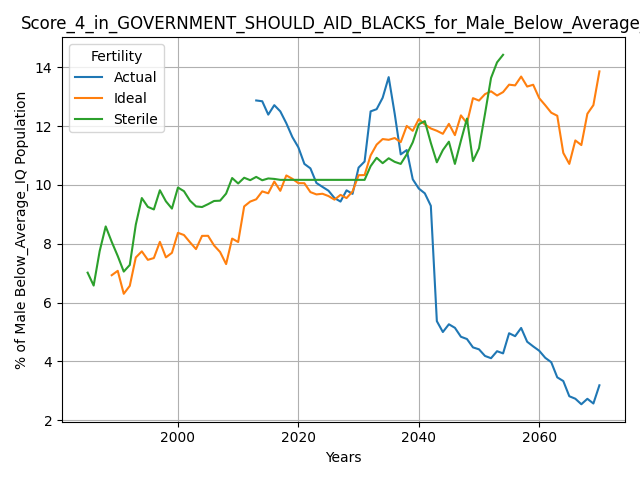 Score_4_in_GOVERNMENT_SHOULD_AID_BLACKS_for_Male_Below_Average_
Fertility
Actual
Ideal
Sterile
% of Male Below_Average_IQ Population
14
12
10
8
6
4
2
2000
2020
2040
2060
Years